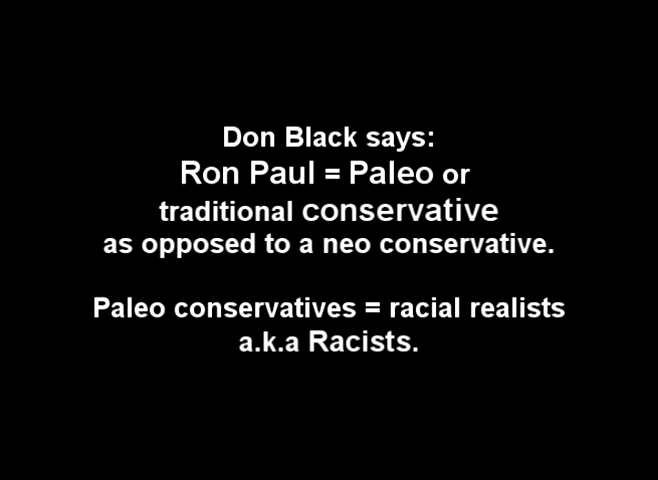 Don Black says:
Ron Paul = Paleo or
traditional conservative
as opposed to a neo conservative.
Paleo conservatives = racial realists
a.k.a Racists.